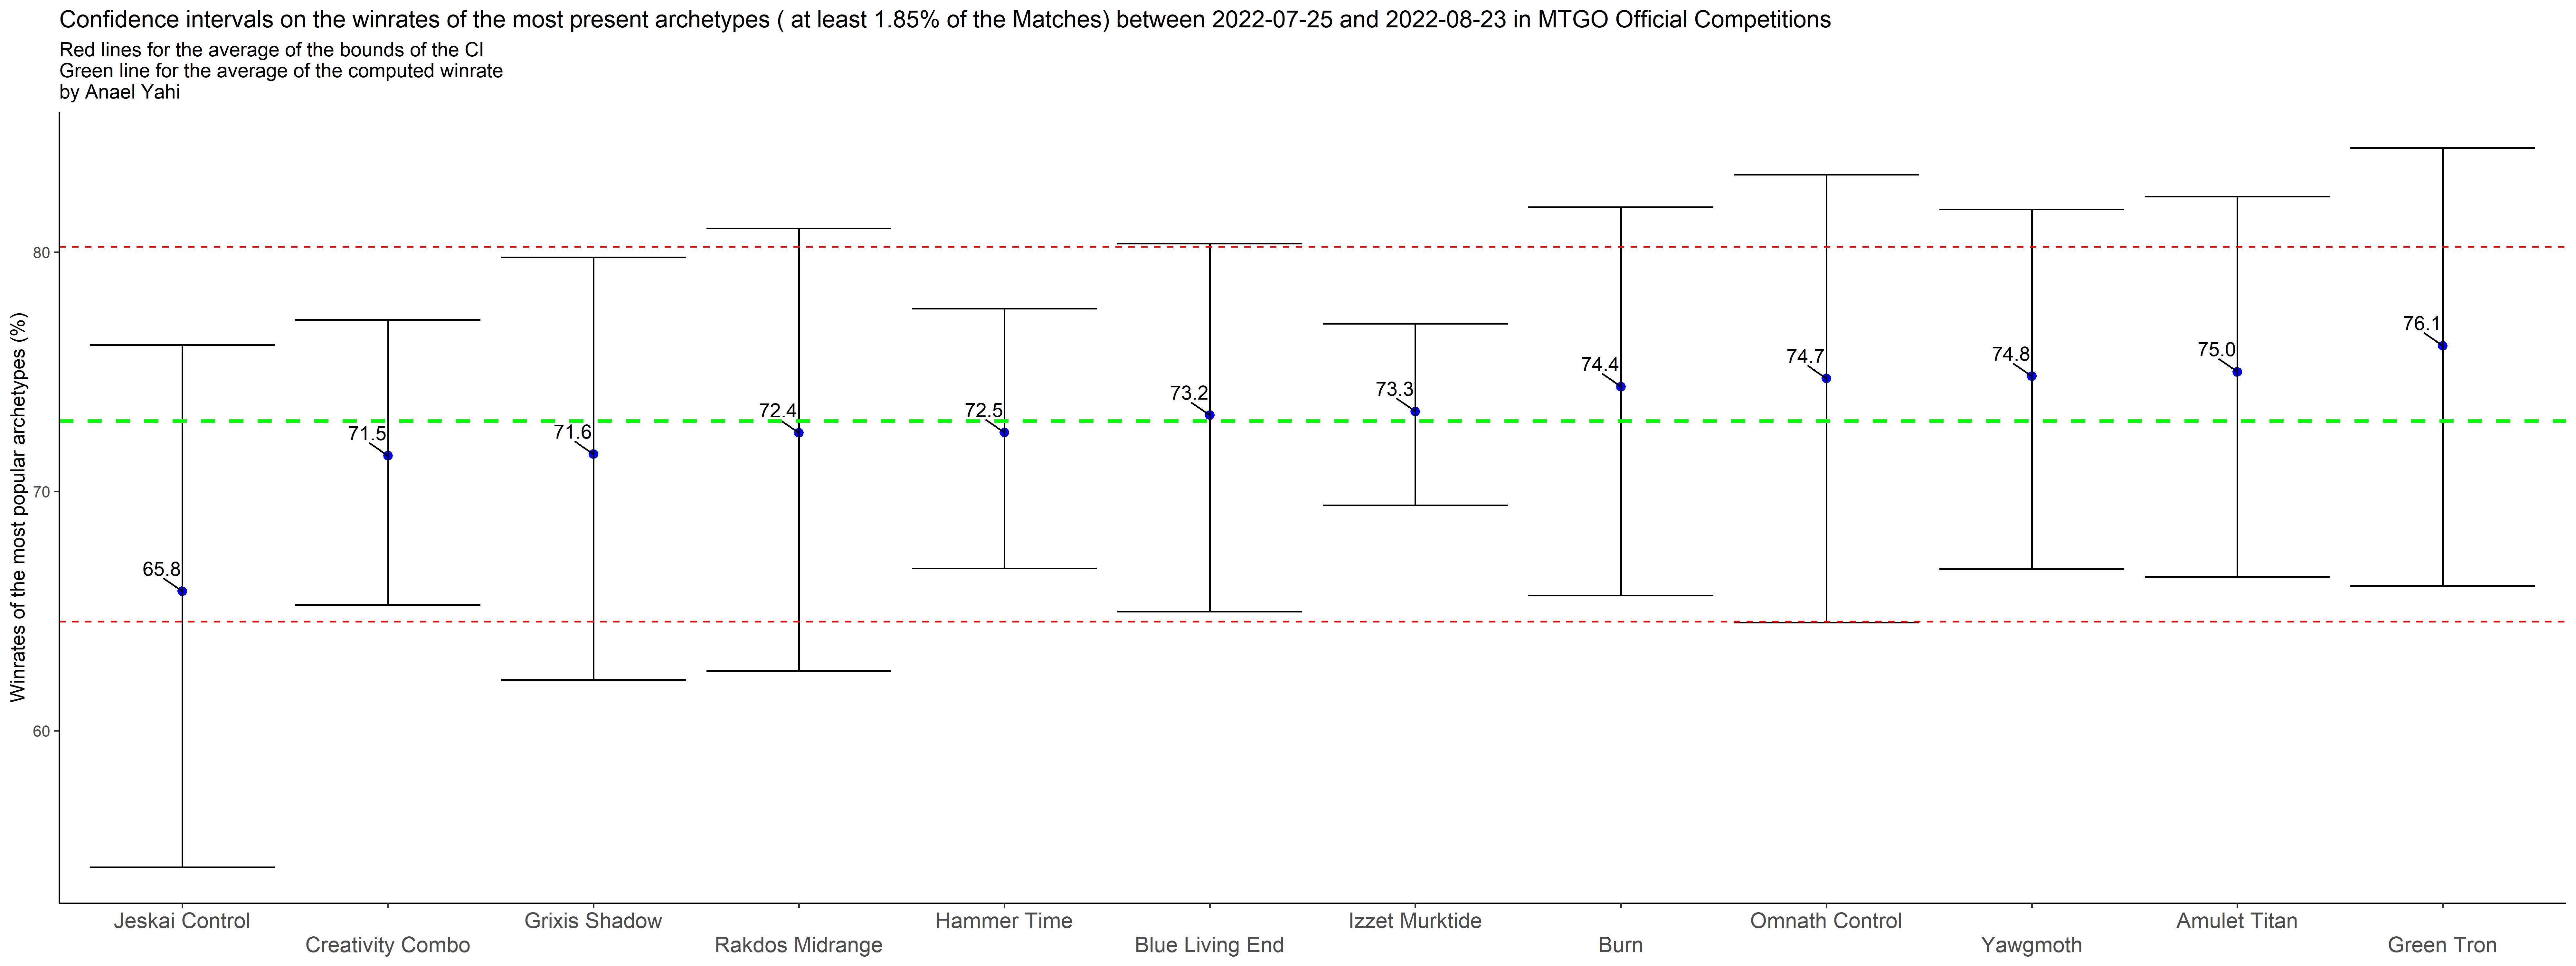 Confidence intervals on the winrates of the most present archetypes ( at least 1.85% of the Matches) between 2022-07-25 and 2022-08-23 in MTGO Official Competitions
Red lines for the average of the bounds of the CI
Green line for the average of the computed winrate
by Anael Yahi
Winrates of the most popular archetypes (%)
80
70
60
65.8
71.5
71.6
72.4
72.5
73.2
73.3
74.4
74.7
74.8
75.0
76.1
Jeskai Control
Creativity Combo
Grixis Shadow
Rakdos Midrange
Hammer Time
Blue Living End
Izzet Murktide
Burn
Omnath Control
Yawgmoth
Amulet Titan
Green Tron